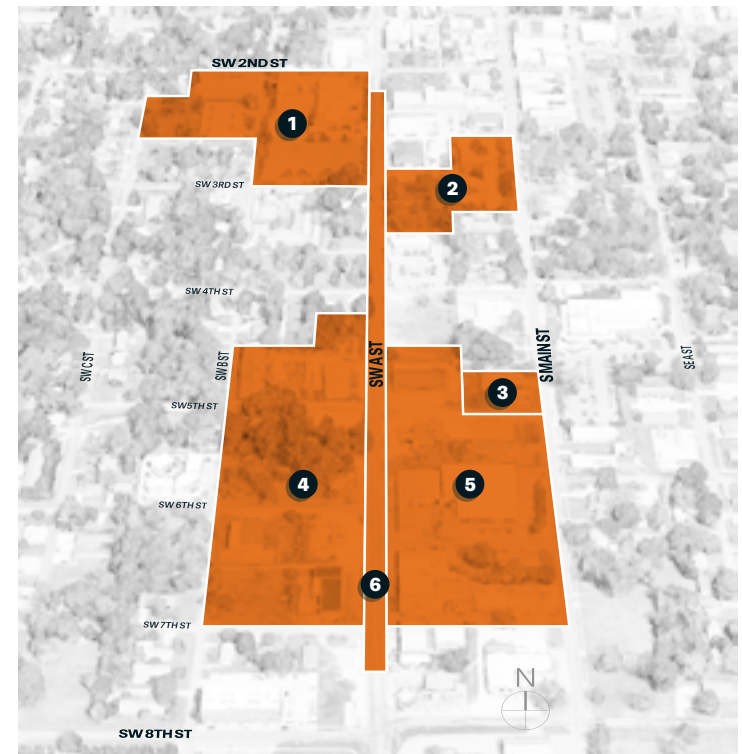 SW 2ND ST
1
SW 3RD ST
2
SW 4TH ST
SW A ST
S MAIN ST
SW C ST
SW B ST
SE A ST
SW 5TH ST
3
4
5
SW 6TH ST
6
SW 7TH ST
N
SW 8TH ST